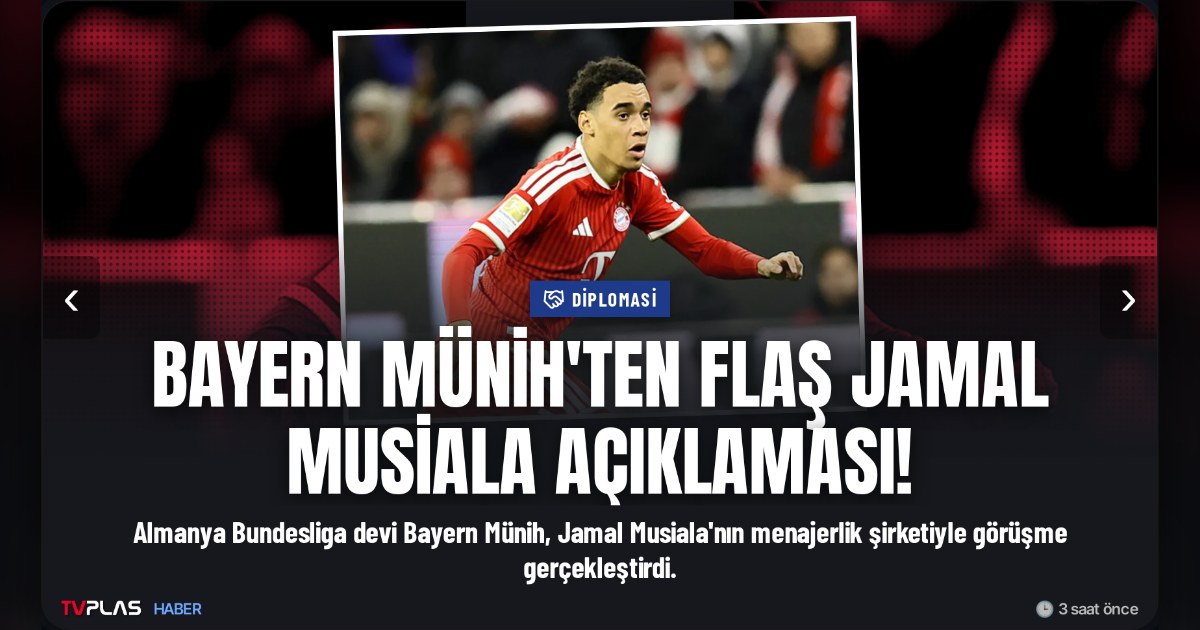 DİPLOMASİ
BAYERN MÜNİH'TEN FLAŞ JAMAL
MUSİALA AÇIKLAMASI!
Almanya Bundesliga devi Bayern Münih, Jamal Musiala'nın menajerlik şirketiyle görüşme
gerçekleştirdi.
TVPLAS HABER
3 saat önce